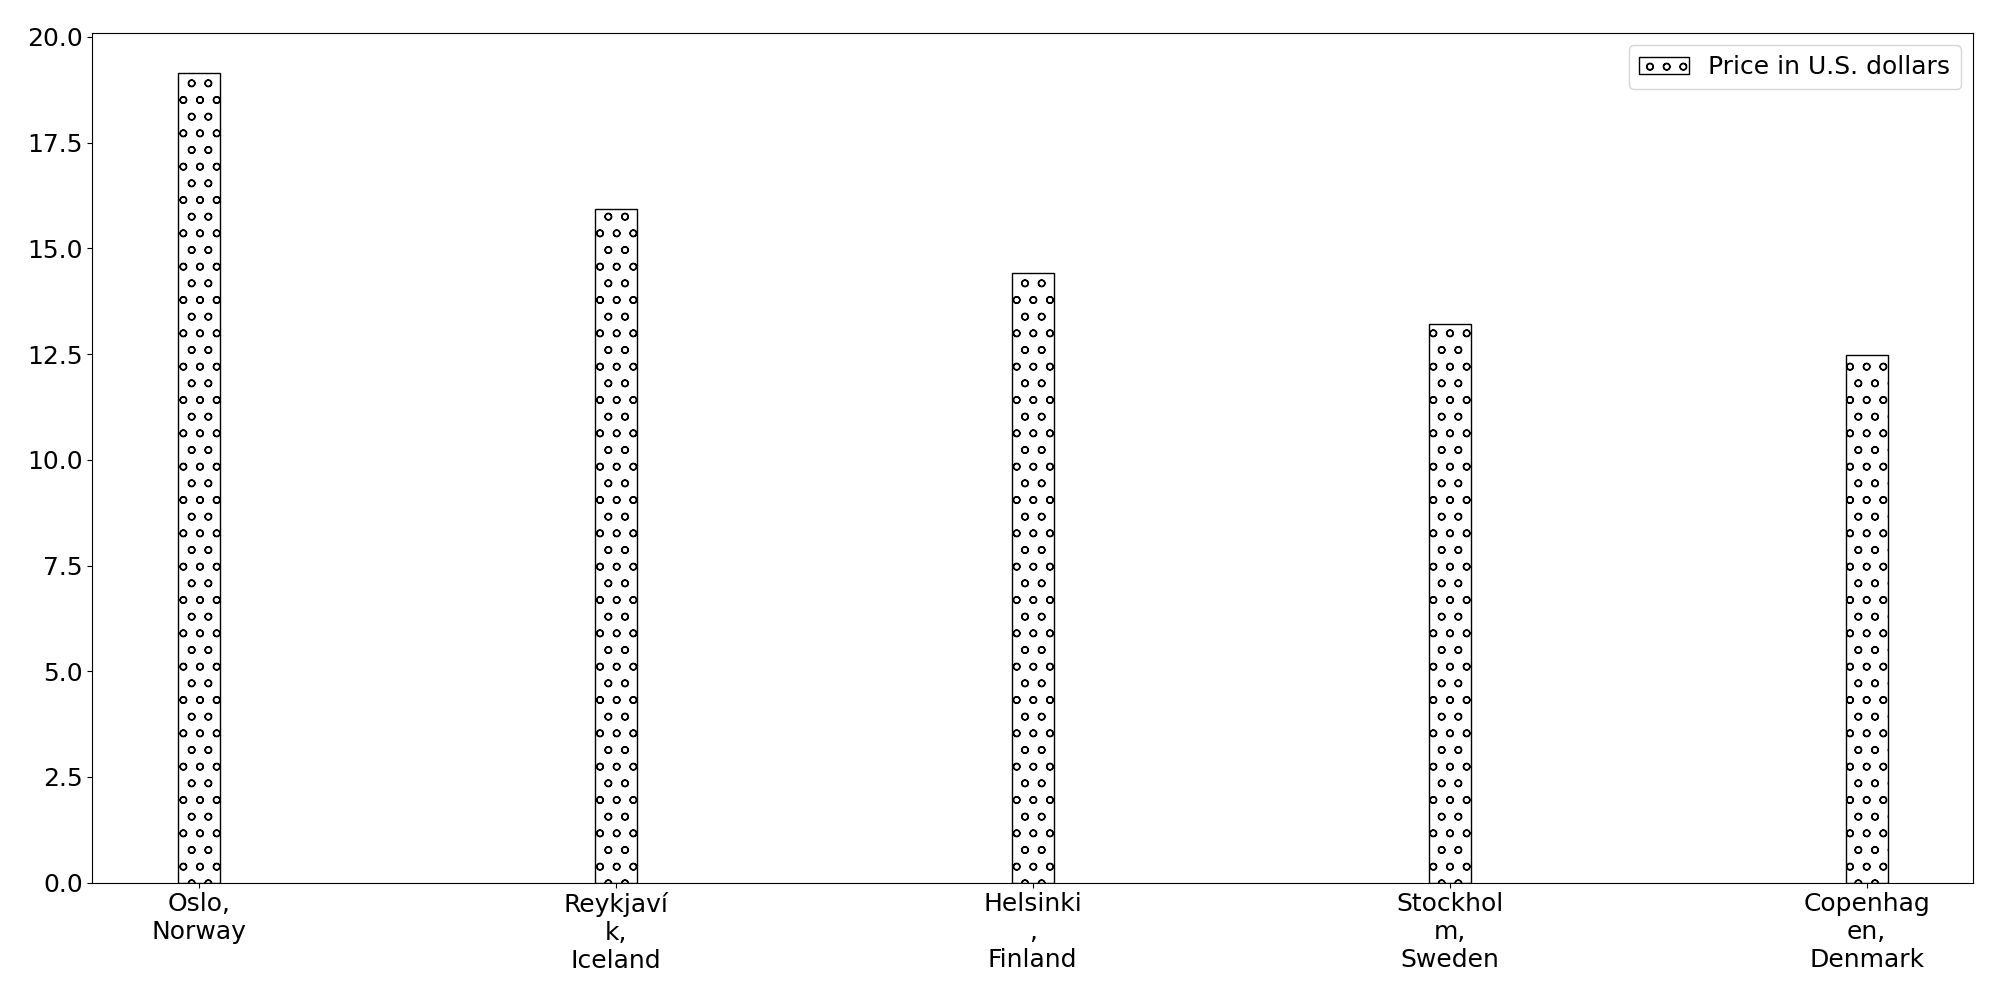 20.0
17.5
15.0
12.5
10.0
7.5
5.0
2.5
0.0
Price in U.S. dollars
Oslo,
Norway
Reykjaví
k,
Iceland
Helsinki
,
Finland
Stockhol
m,
Sweden
Copenhag
en,
Denmark